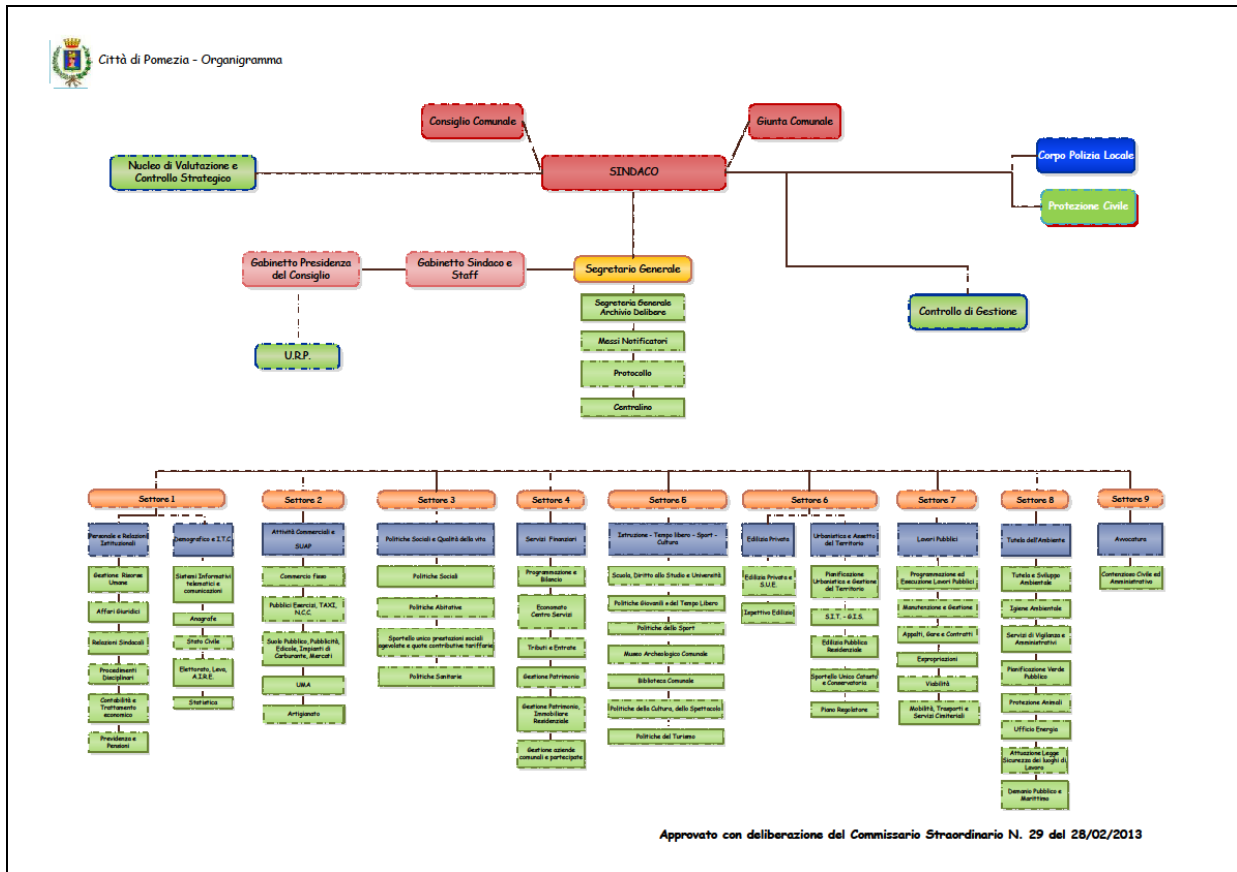 Città di Pomezia - Organigramma
Consiglio Comunale
Giunta Comunale
Nucleo di Valutazione e
Controllo Strategico
SINDACO
Corpo Polizia Locale
Protezione Civile
Gabinetto Presidenza
del Consiglio
Gabinetto Sindaco e
Staff
Segretario Generale
Segreteria Generale
Archivio Delibere
Controllo di Gestione
Messi Notificatori
U.R.P.
Protocollo
Centralino
Settore 1
Personale e Relazioni
Istituzionali
Gestione Risorse
Umane
Affari Giuridici
Relazioni Sindacali
Procedimenti
Disciplinari
Contabilità e
Trattamento
economico
Previdenza e
Pensioni
Demografico e I.T.C.
Sistemi Informativi
telematici e
comunicazioni
Anagrafe
Stato Civile
Elettorato, Leva,
A.I.R.E.
Statistica
Settore 2
Attività Commerciali e
SUAP
Commercio fisso
Pubblici Esercizi, TAXI,
N.C.C.
Suolo Pubblico, Pubblicità,
Edicole, Impianti di
Carburante, Mercati
UMA
Artigianato
Settore 3
Politiche Sociali e Qualità della vita
Politiche Sociali
Politiche Abitative
Sportello unico prestazioni sociali
agevolate e quote contributive tariffarie
Politiche Sanitarie
Settore 4
Servizi Finanziari
Programmazione e
Bilancio
Economato
Centro Servizi
Tributi e Entrate
Gestione Patrimonio
Gestione Patrimonio,
Immobiliare
Residenziale
Gestione aziende
comunali e partecipate
Settore 5
Istruzione - Tempo libero - Sport -
Cultura
Scuola, Diritto allo Studio e Università
Politiche Giovanili e del Tempo Libero
Politiche dello Sport
Museo Archeologico Comunale
Biblioteca Comunale
Politiche della Cultura, dello Spettacolo
Politiche del Turismo
Settore 6
Edilizia Privata
Edilizia Privata e
S.U.E.
Ispettivo Edilizio
Urbanistica e Assetto
del Territorio
Pianificazione
Urbanistica e Gestione
del Territorio
S.I.T. - G.I.S.
Edilizia Pubblica
Residenziale
Sportello Unico Catasto
e Conservatoria
Piano Regolatore
Settore 7
Lavori Pubblici
Programmazione ed
Esecuzione Lavori Pubblici
Manutenzione e Gestione
Appalti, Gare e Contratti
Espropriazioni
Viabilità
Mobilità, Trasporti e
Servizi Cimiteriali
Settore 8
Tutela dell'Ambiente
Tutela e Sviluppo
Ambientale
Igiene Ambientale
Servizi di Vigilanza e
Amministrativi
Pianificazione Verde
Pubblico
Protezione Animali
Ufficio Energia
Attuazione Legge
Sicurezza dei luoghi di
Lavoro
Demanio Pubblico e
Marittimo
Settore 9
Avvocatura
Contenzioso Civile ed
Amministrativo
Approvato con deliberazione del Commissario Straordinario N. 29 del 28/02/2013